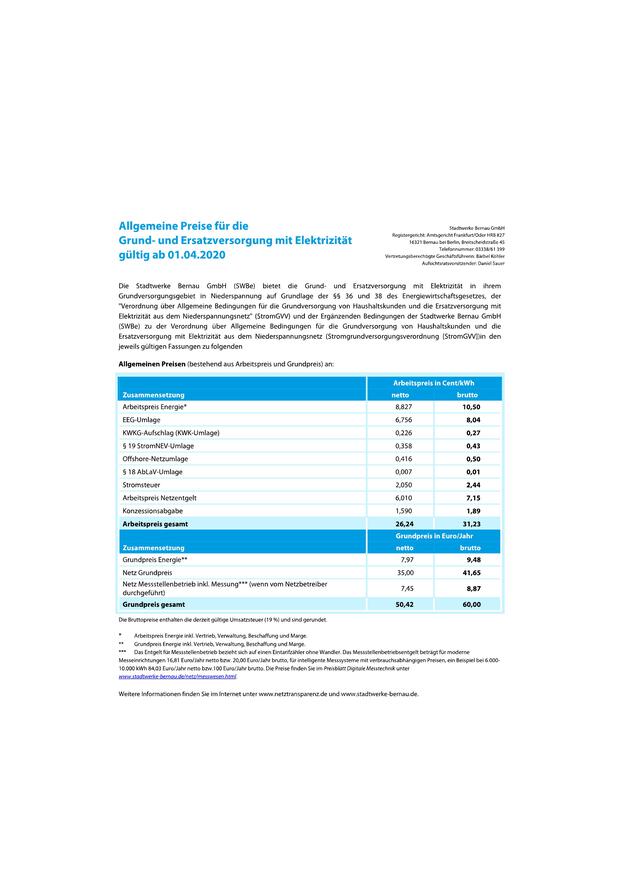 Allgemeine Preise für die
Grund- und Ersatzversorgung mit Elektrizität
gültig ab 01.04.2020
Stadtwerke Bernau GmbH
Registergericht: Amtsgericht Frankfurt/Oder HRB 827
16321 Bernau bei Berlin, Breitscheidstraße 45
Telefonnummer: 03338/61 399
Vertretungsberechtigte Geschäftsführerin: Bärbel Köhler
Aufsichtsratsvorsitzender: Daniel Sauer
Die Stadtwerke Bernau GmbH (SWBe) bietet die Grund- und Ersatzversorgung mit Elektrizität in ihrem
Grundversorgungsgebiet in Niederspannung auf Grundlage der §§ 36 und 38 des Energiewirtschaftsgesetzes, der
"Verordnung über Allgemeine Bedingungen für die Grundversorgung von Haushaltskunden und die Ersatzversorgung mit
Elektrizität aus dem Niederspannungsnetz" (StromGVV) und der Ergänzenden Bedingungen der Stadtwerke Bernau GmbH
(SWBe) zu der Verordnung über Allgemeine Bedingungen für die Grundversorgung von Haushaltskunden und die
Ersatzversorgung mit Elektrizität aus dem Niederspannungsnetz (Stromgrundversorgungsverordnung (StromGVV))in den
jeweils gültigen Fassungen zu folgenden
Allgemeinen Preisen (bestehend aus Arbeitspreis und Grundpreis) an:
Arbeitspreis in Cent/kWh
Zusammensetzung netto brutto
Arbeitspreis Energie* 8,827 10,50
EEG-Umlage 6,756 8,04
KWKG-Aufschlag (KWK-Umlage) 0,226 0,27
§ 19 StromNEV-Umlage 0,358 0,43
Offshore-Netzumlage 0,416 0,50
§ 18 AbLaV-Umlage 0,007 0,01
Stromsteuer 2,050 2,44
Arbeitspreis Netzentgelt 6,010 7,15
Konzessionsabgabe 1,590 1,89
Arbeitspreis gesamt 26,24 31,23
Grundpreis in Euro/Jahr
Zusammensetzung netto brutto
Grundpreis Energie** 7,97 9,48
Netz Grundpreis 35,00 41,65
Netz Messstellenbetrieb inkl. Messung*** (wenn vom Netzbetreiber
durchgeführt) 7,45 8,87
Grundpreis gesamt 50,42 60,00
Die Bruttopreise enthalten die derzeit gültige Umsatzsteuer (19 %) und sind gerundet.
* Arbeitspreis Energie inkl. Vertrieb, Verwaltung, Beschaffung und Marge.
** Grundpreis Energie inkl. Vertrieb, Verwaltung, Beschaffung und Marge.
*** Das Entgelt für Messstellenbetrieb bezieht sich auf einen Eintarifzähler ohne Wandler. Das Messstellenbetriebsentgelt beträgt für moderne
Messeinrichtungen 16,81 Euro/Jahr netto bzw. 20,00 Euro/Jahr brutto, für intelligente Messsysteme mit verbrauchsabhängigen Preisen, ein Beispiel bei 6.000-
10.000 kWh 84,03 Euro/Jahr netto bzw. 100 Euro/Jahr brutto. Die Preise finden Sie im Preisblatt Digitale Messtechnik unter
www.stadtwerke-bernau.de/netz/messwesen.html.
Weitere Informationen finden Sie im Internet unter www.netztransparenz.de und www.stadtwerke-bernau.de.